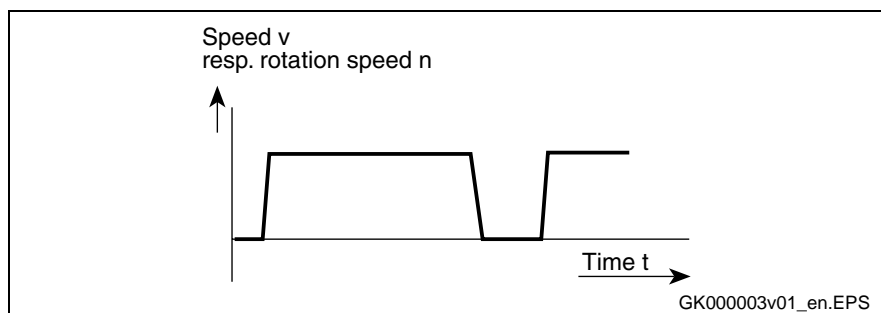 Speed v
resp. rotation speed n
Time t
GK000003v01_en.EPS